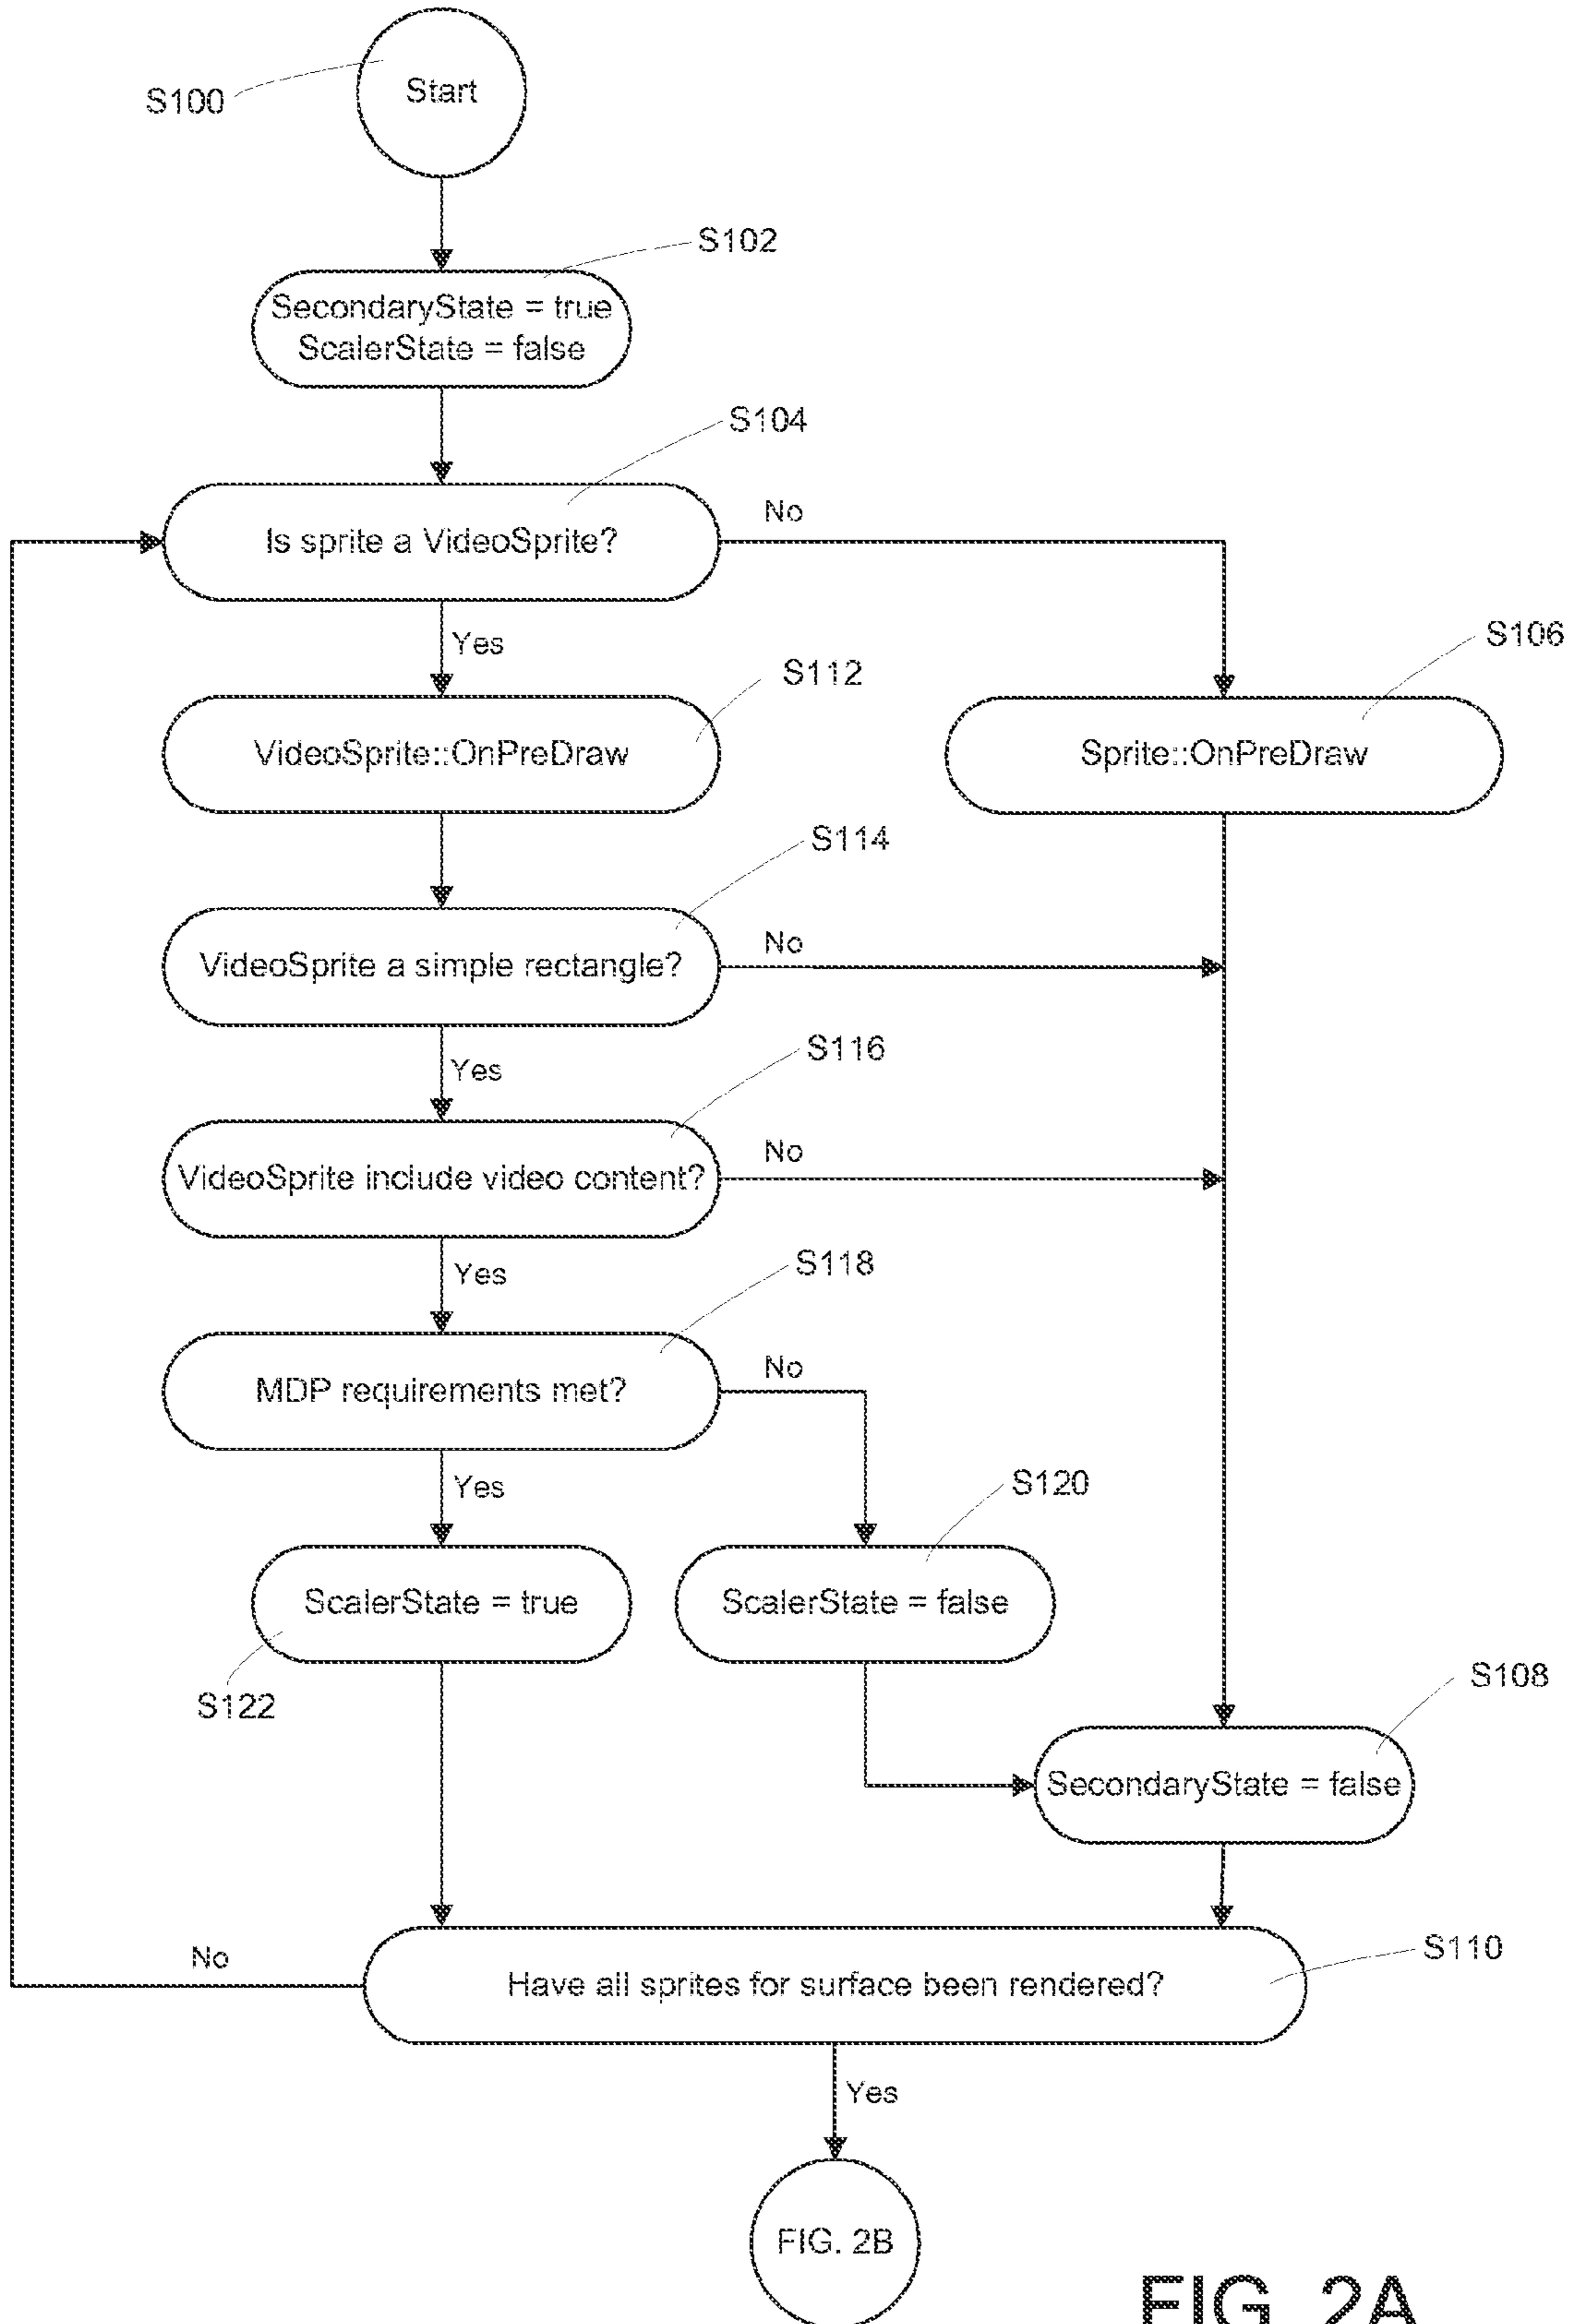 Start
S100
S102
SecondaryState = true
ScalerState = false
S104
No
Is sprite a VideoSprite?
Yes
S106
S112
VideoSprite::OnPreDraw
Sprite::OnPreDraw
S114
No
VideoSprite a simple rectangle?
S116
Yes
No
VideoSprite include video content?
S118
Yes
No
MDP requirements met?
Yes
S120
ScalerState = true
ScalerState = false
S108
S122
SecondaryState = false
S110
No
Have all sprites for surface been rendered?
Yes
FIG. 2B
FIG. 2A